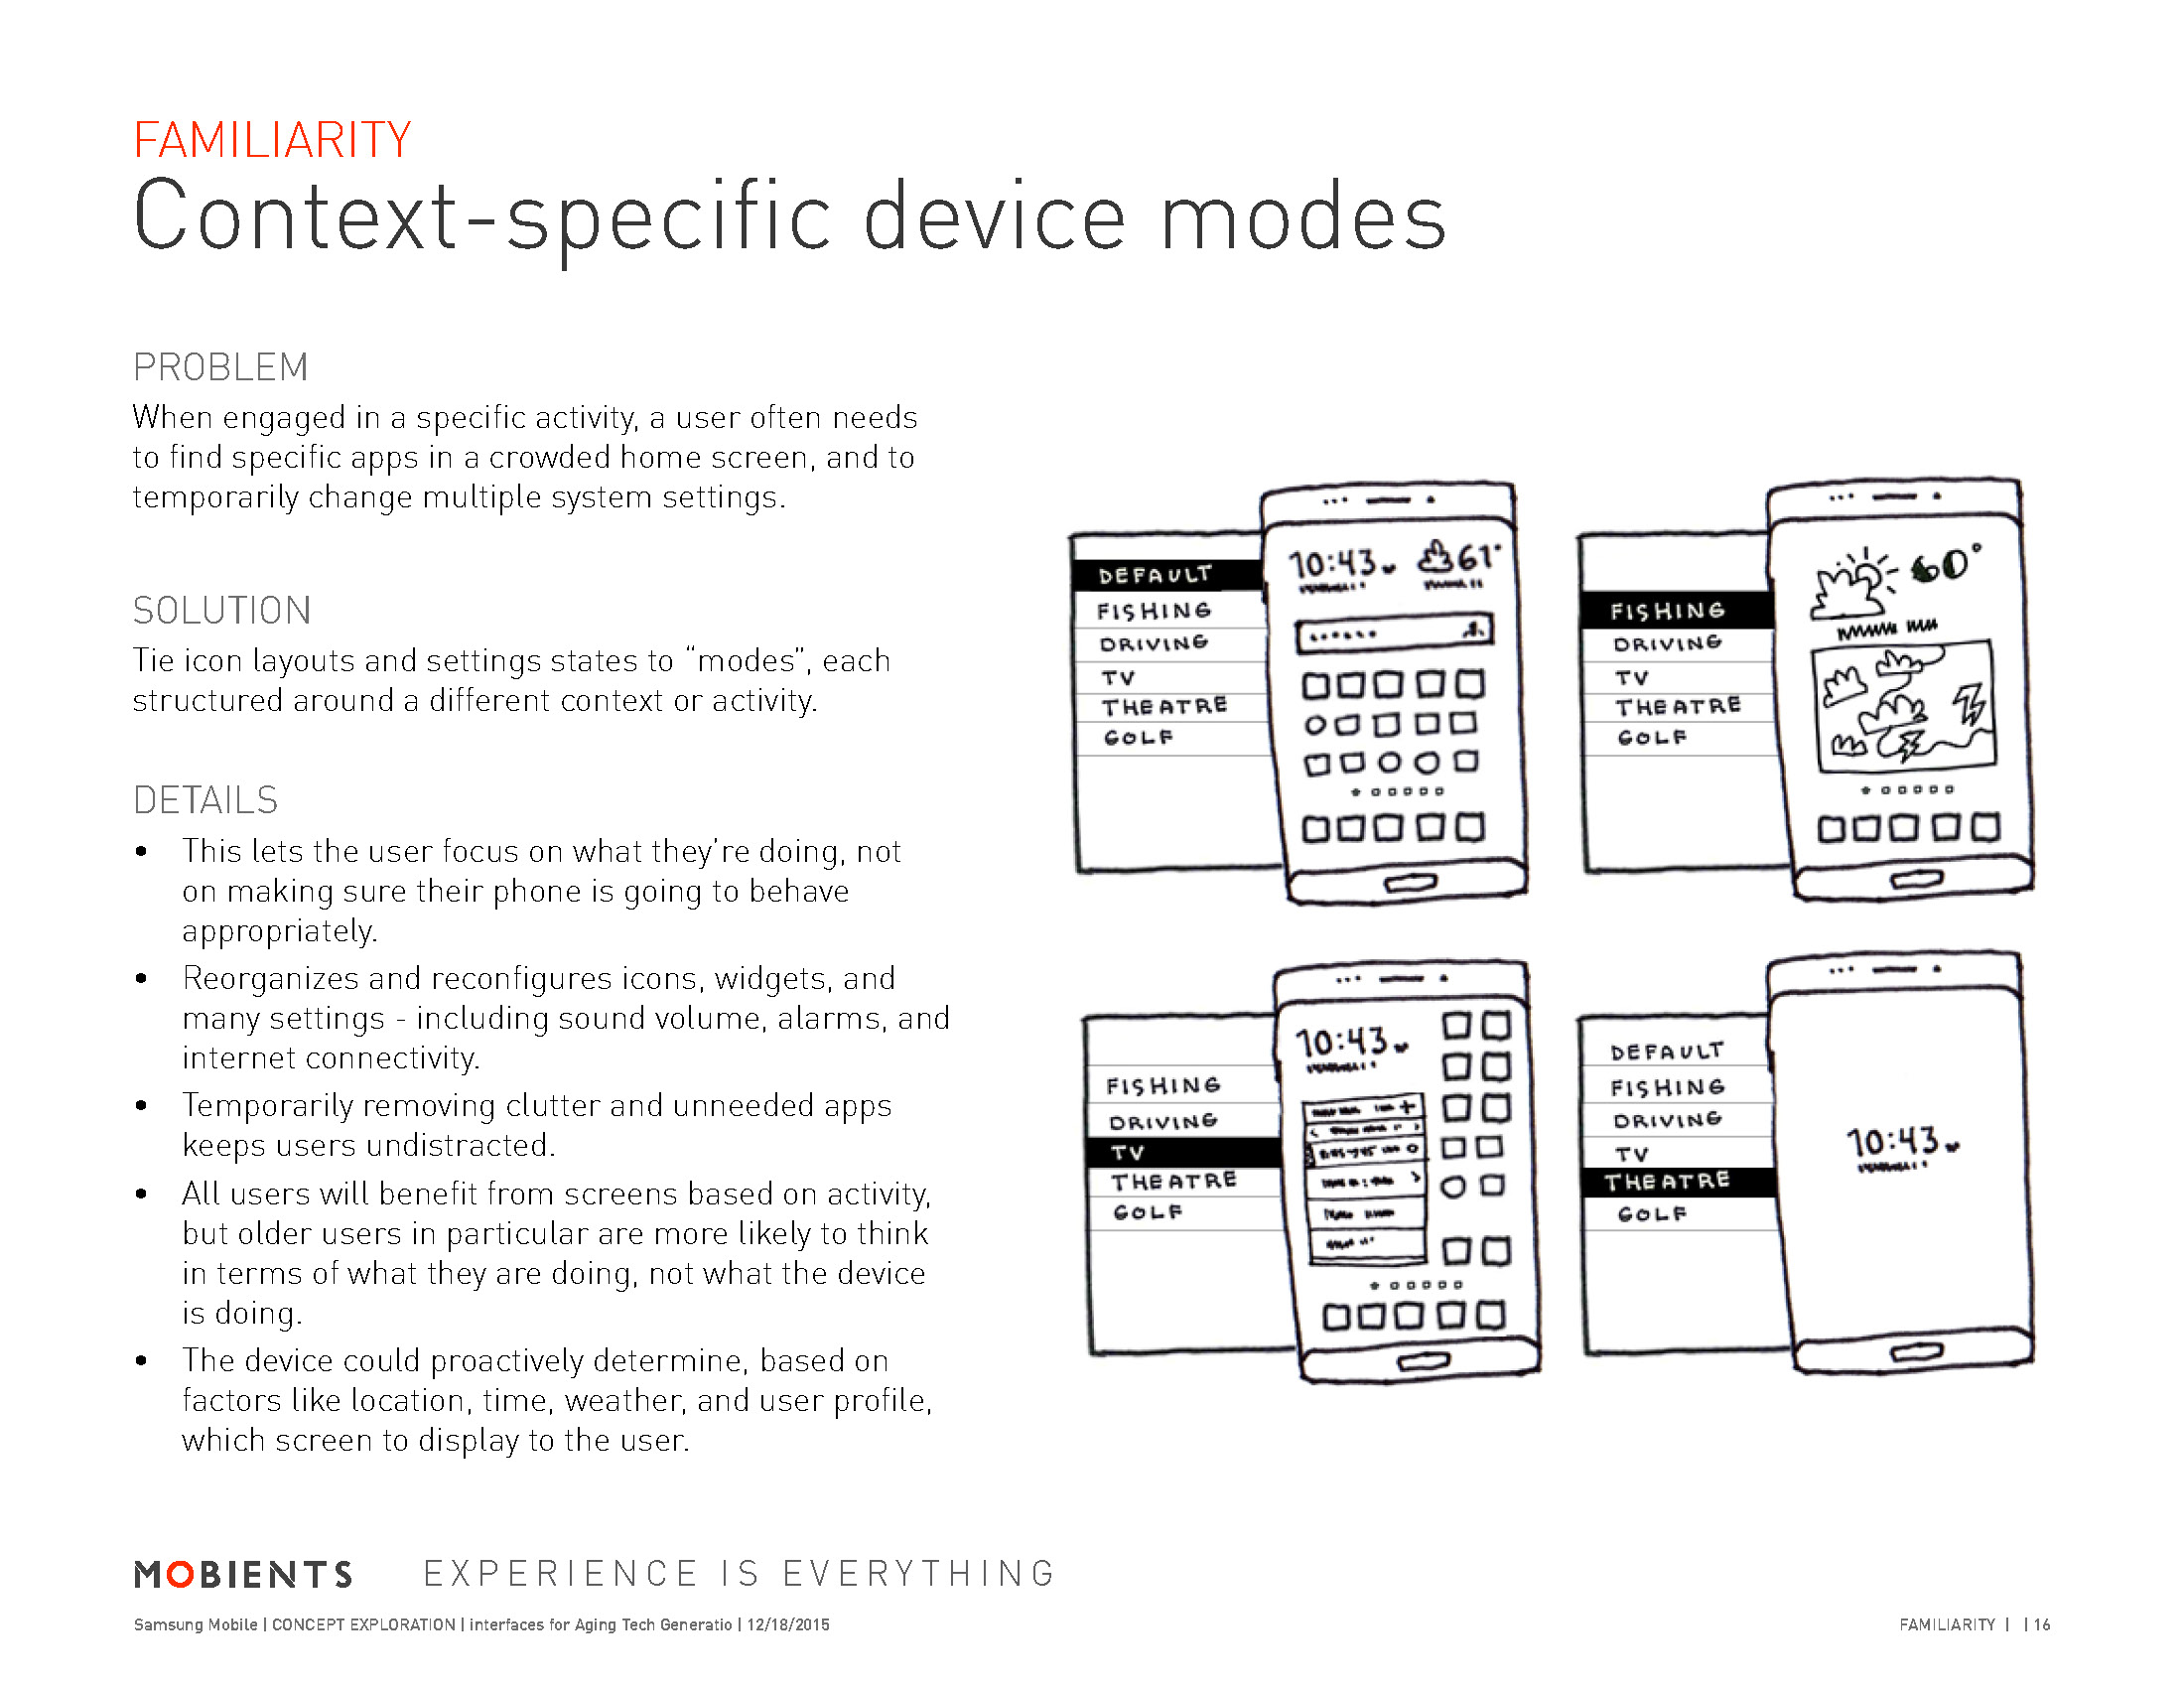 FAMILIARITY
Context-specific device modes
PROBLEM
When engaged in a specific activity, a user often needs
to find specific apps in a crowded home screen, and to
temporarily change multiple system settings.
SOLUTION
Tie icon layouts and settings states to “modes”, each
structured around a different context or activity.
DETAILS
• This lets the user focus on what they’re doing, not
on making sure their phone is going to behave
appropriately.
• Reorganizes and reconfigures icons, widgets, and
many settings - including sound volume, alarms, and
internet connectivity.
• Temporarily removing clutter and unneeded apps
keeps users undistracted.
• All users will benefit from screens based on activity,
but older users in particular are more likely to think
in terms of what they are doing, not what the device
is doing.
• The device could proactively determine, based on
factors like location, time, weather, and user profile,
which screen to display to the user.
DEFAULT
FISHING
DRIVING
TV
THEATRE
GOLF
10:43
61°
FISHING
DRIVING
TV
THEATRE
GOLF
60°
FISHING
DRIVING
TV
THEATRE
GOLF
10:43
DEFAULT
FISHING
DRIVING
TV
THEATRE
GOLF
10:43
MOBIENTS EXPERIENCE IS EVERYTHING
Samsung Mobile | CONCEPT EXPLORATION | interfaces for Aging Tech Generatio | 12/18/2015
FAMILIARITY | | 16